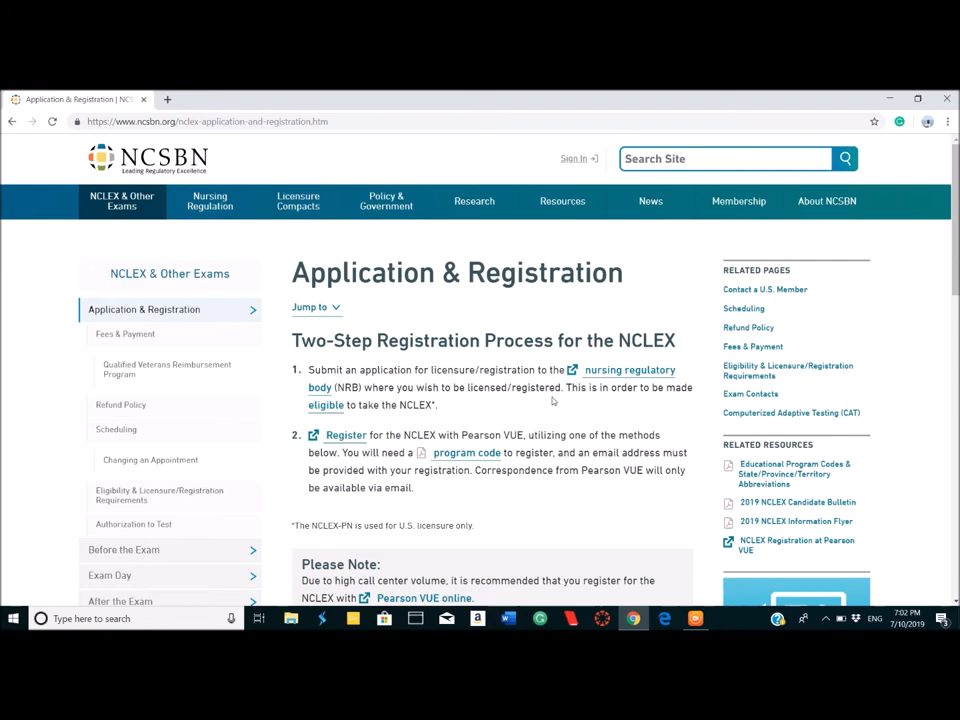 Application & Registration | NCS
https://www.ncsbn.org/nclex-application-and-registration.htm
NCSBN
Leading Regulatory Excellence
Sign In
Search Site
NCLEX & Other
Exams
Nursing
Regulation
Licensure
Compacts
Policy &
Government
Research
Resources
News
Membership
About NCSBN
NCLEX & Other Exams
Application & Registration
Fees & Payment
Qualified Veterans Reimbursement
Program
Refund Policy
Scheduling
Changing an Appointment
Eligibility & Licensure/Registration
Requirements
Authorization to Test
Before the Exam
Exam Day
After the Exam
Application & Registration
Jump to
Two-Step Registration Process for the NCLEX
1. Submit an application for licensure/registration to the nursing regulatory
body (NRB) where you wish to be licensed/registered. This is in order to be made
eligible to take the NCLEX*.
2. Register for the NCLEX with Pearson VUE, utilizing one of the methods
below. You will need a program code to register, and an email address must
be provided with your registration. Correspondence from Pearson VUE will only
be available via email.
*The NCLEX-PN is used for U.S. licensure only.
Please Note:
Due to high call center volume, it is recommended that you register for the
NCLEX with Pearson VUE online.
RELATED PAGES
Contact a U.S. Member
Scheduling
Refund Policy
Fees & Payment
Eligibility & Licensure/Registration
Requirements
Exam Contacts
Computerized Adaptive Testing (CAT)
RELATED RESOURCES
Educational Program Codes &
State/Province/Territory
Abbreviations
2019 NCLEX Candidate Bulletin
2019 NCLEX Information Flyer
NCLEX Registration at Pearson
VUE
Type here to search
ENG
7:02 PM
7/10/2019